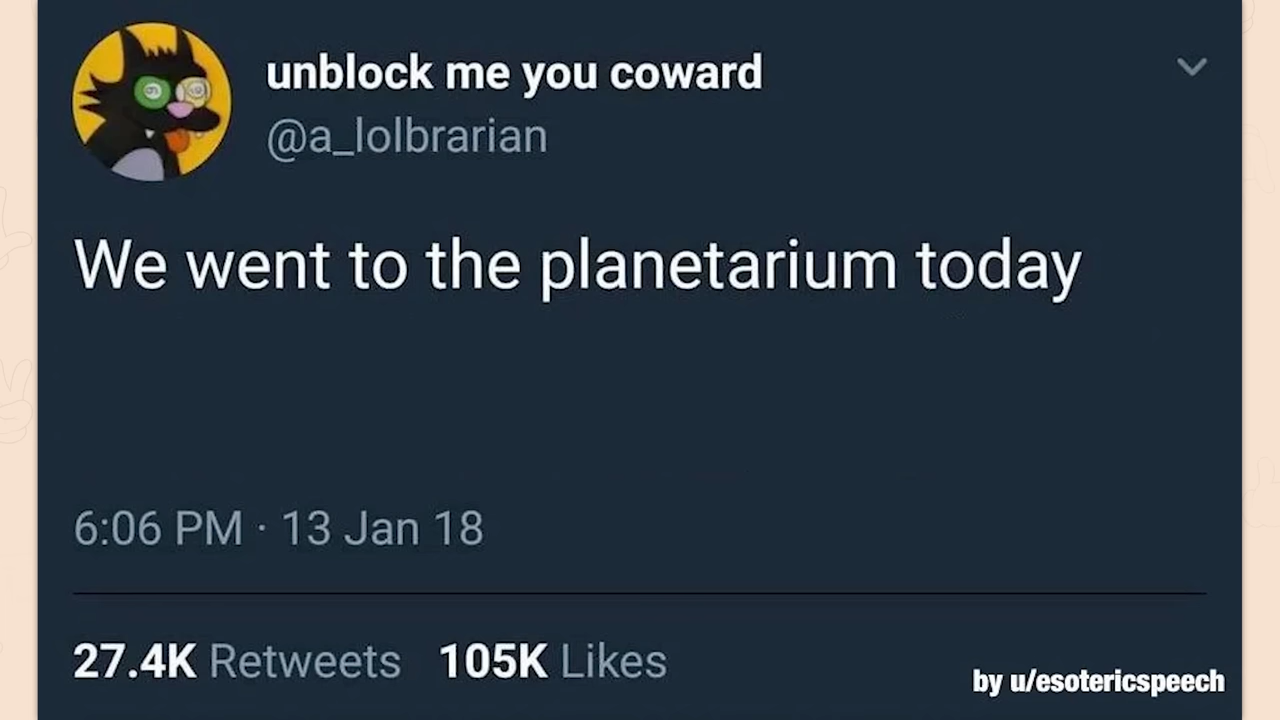 unblock me you coward
@a_lolbrarian
We went to the planetarium today
6:06 PM · 13 Jan 18
27.4K Retweets 105K Likes
by u/esotericspeech